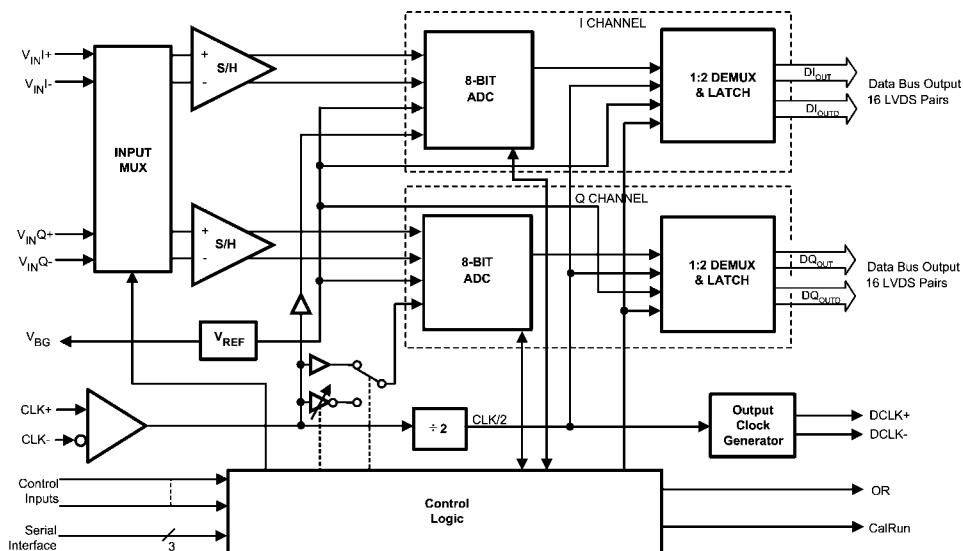 I CHANNEL
V_IN I+
V_IN I-
INPUT
MUX
+
S/H
-
8-BIT
ADC
1:2 DEMUX
& LATCH
DI_OUT
DI_OUTD
Data Bus Output
16 LVDS Pairs
Q CHANNEL
V_IN Q+
V_IN Q-
+
S/H
-
8-BIT
ADC
1:2 DEMUX
& LATCH
DQ_OUT
DQ_OUTD
Data Bus Output
16 LVDS Pairs
V_BG
V_REF
CLK+
CLK-
÷ 2
CLK/2
Output
Clock
Generator
DCLK+
DCLK-
Control
Inputs
Serial
Interface
3
Control
Logic
OR
CalRun